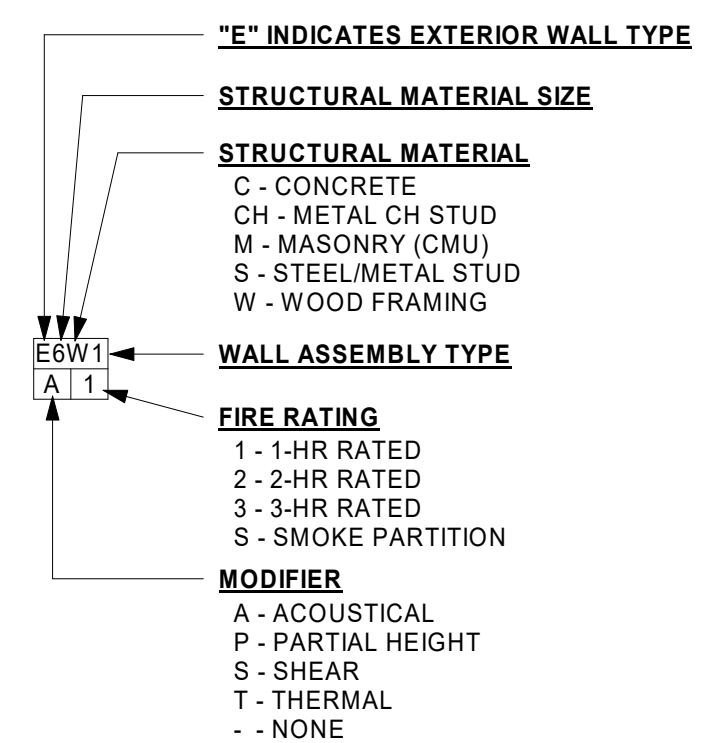 "E" INDICATES EXTERIOR WALL TYPE
STRUCTURAL MATERIAL SIZE
STRUCTURAL MATERIAL
C - CONCRETE
CH - METAL CH STUD
M - MASONRY (CMU)
S - STEEL/METAL STUD
W - WOOD FRAMING
E6W1
WALL ASSEMBLY TYPE
A 1
FIRE RATING
1 - 1-HR RATED
2 - 2-HR RATED
3 - 3-HR RATED
S - SMOKE PARTITION
MODIFIER
A - ACOUSTICAL
P - PARTIAL HEIGHT
S - SHEAR
T - THERMAL
- - NONE